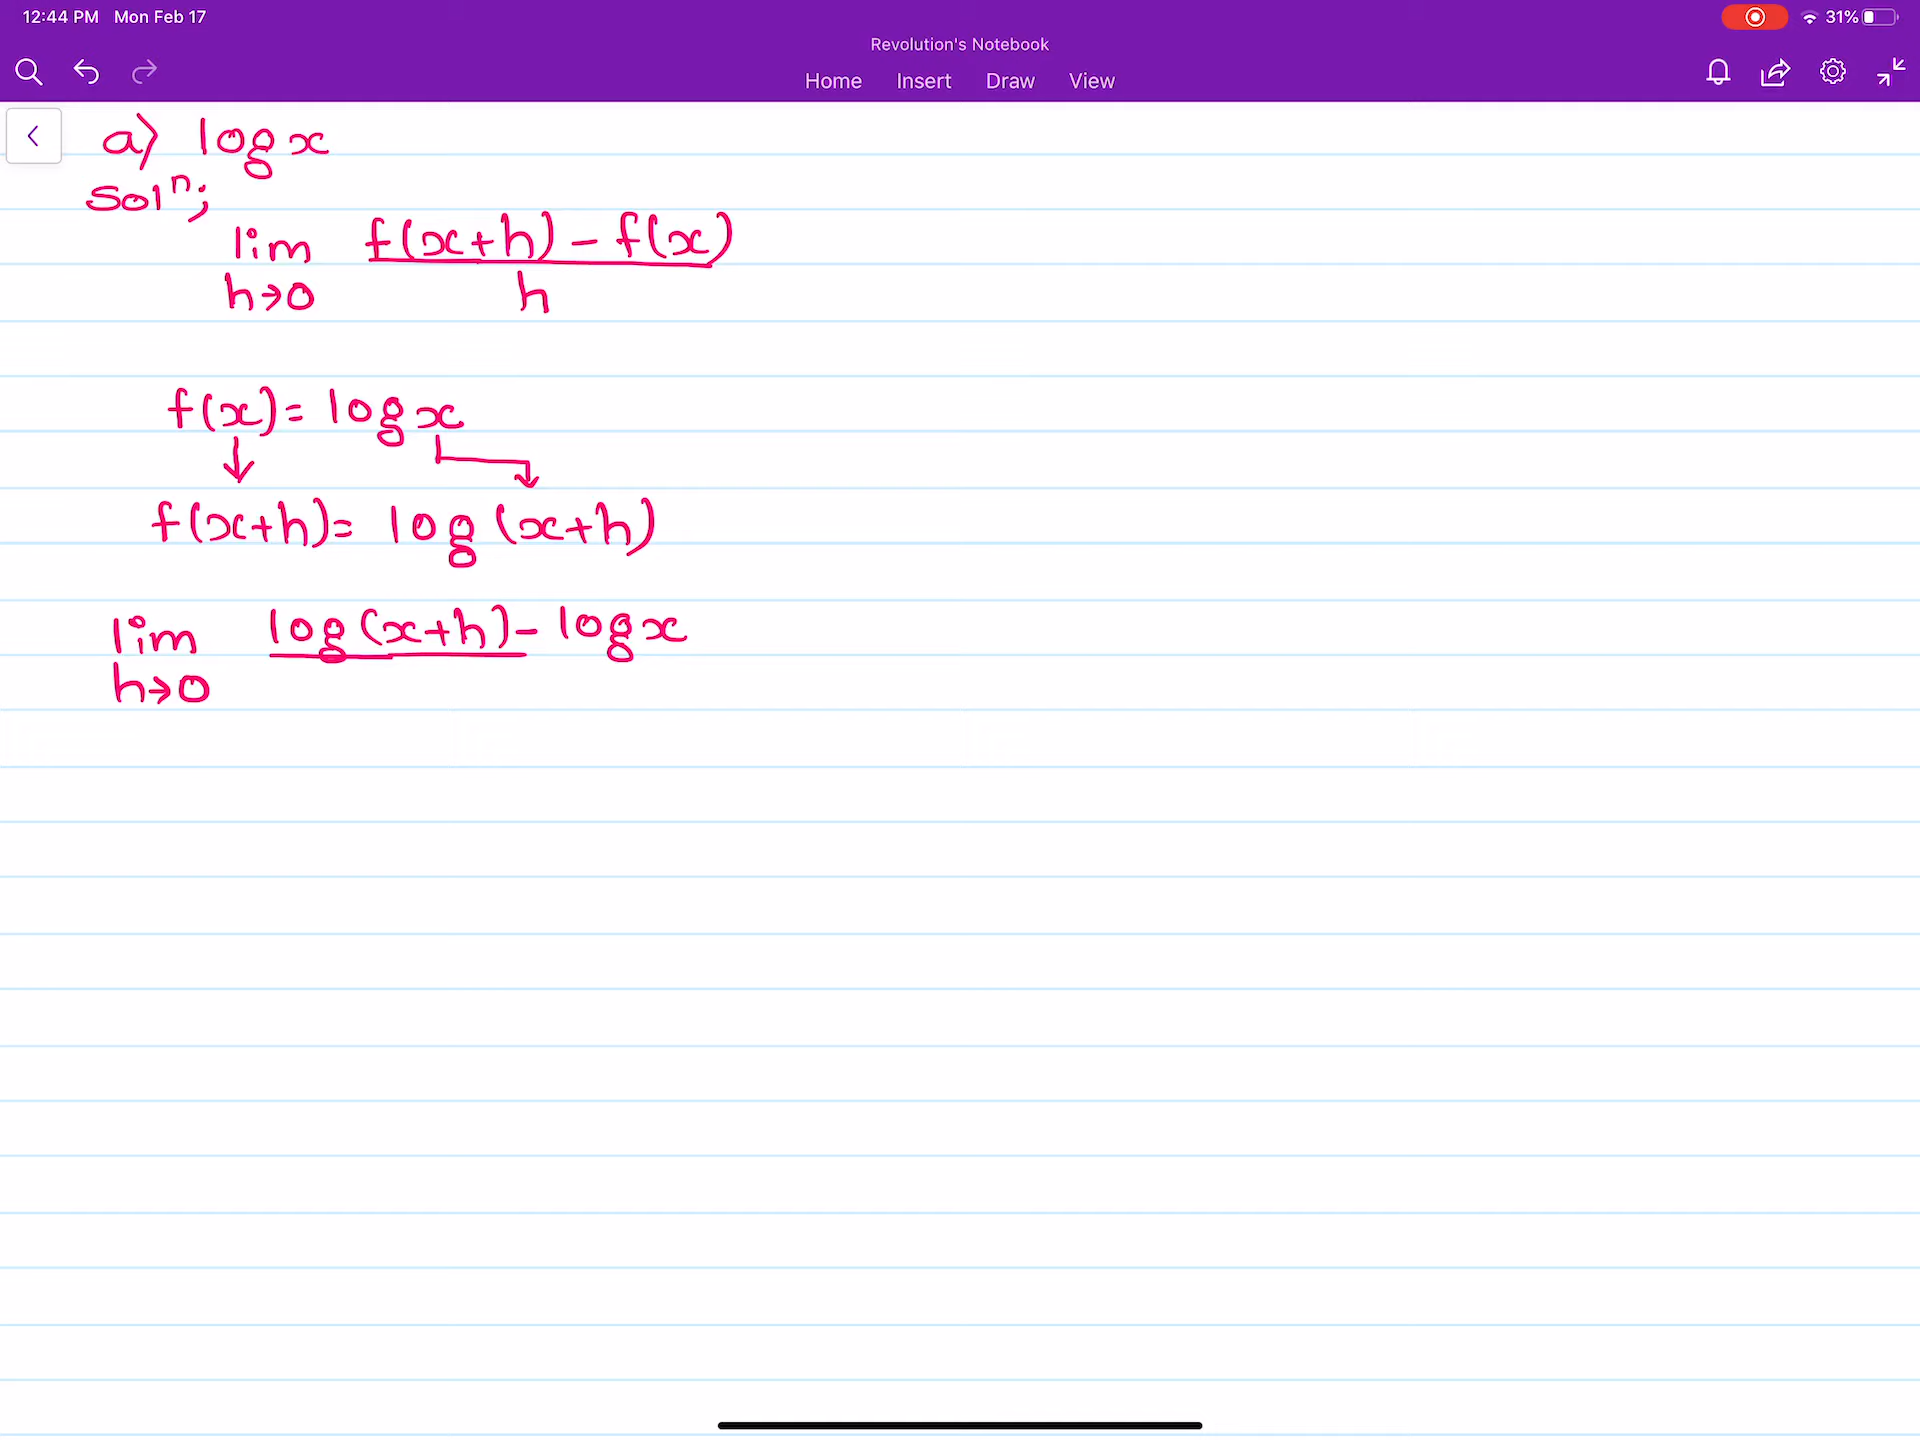 12:44 PM Mon Feb 17 31%
Revolution's Notebook
Home Insert Draw View
a) log x
Solⁿ;
lim f(x+h) - f(x)
h→0 h
f(x) = log x
f(x+h) = log (x+h)
lim log (x+h) - log x
h→0